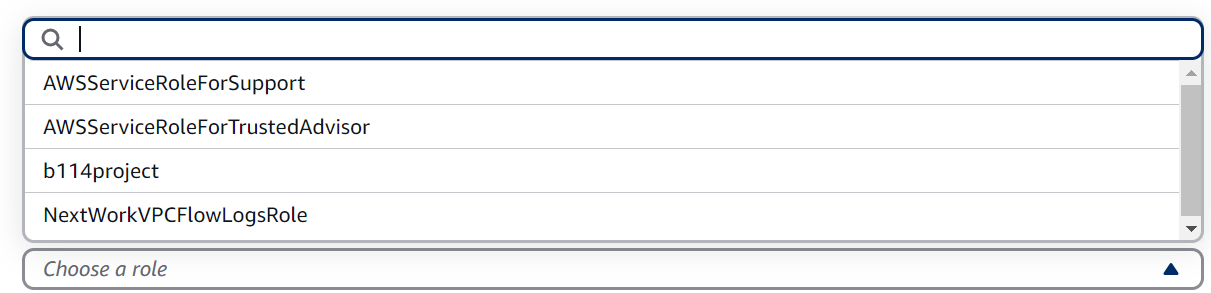 AWSServiceRoleForSupport
AWSServiceRoleForTrustedAdvisor
b114project
NextWorkVPCFlowLogsRole
Choose a role